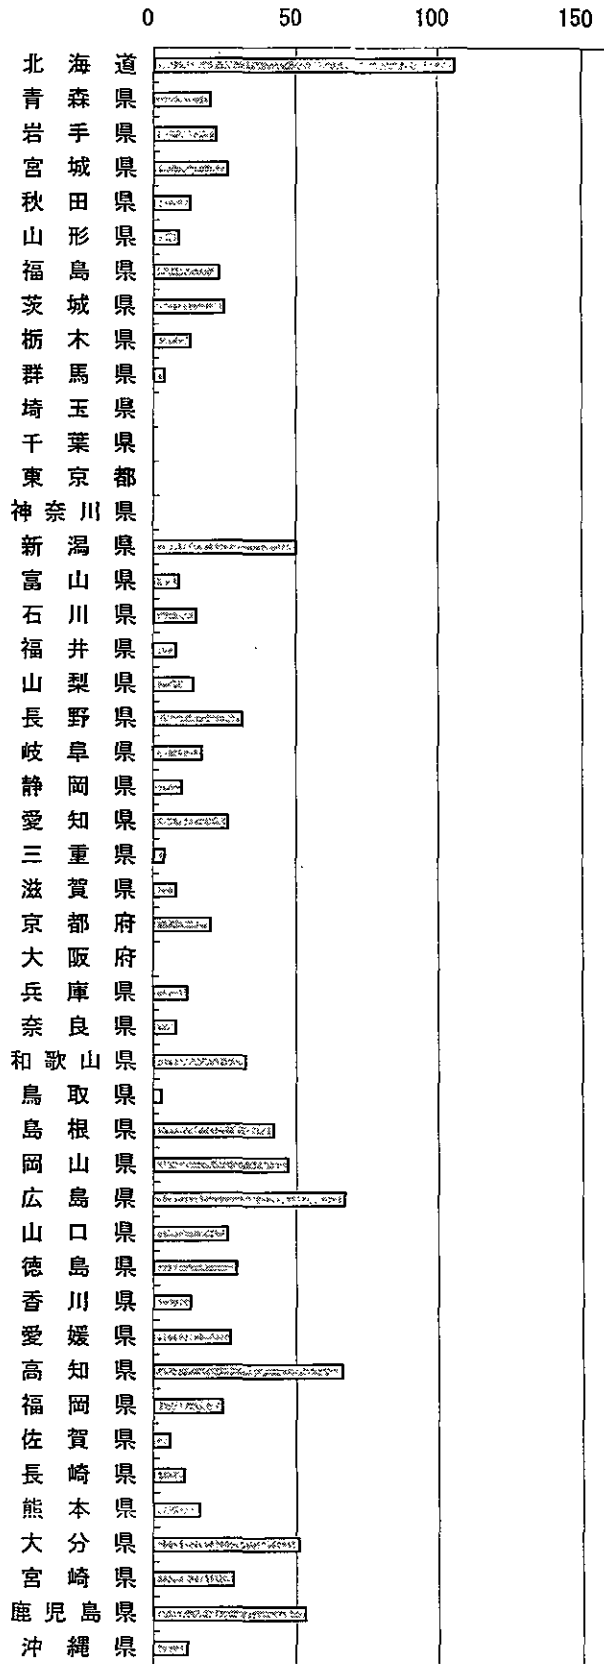 0 50 100 150
北海道
青森県
岩手県
宮城県
秋田県
山形県
福島県
茨城県
栃木県
群馬県
埼玉県
千葉県
東京都
神奈川県
新潟県
富山県
石川県
福井県
山梨県
長野県
岐阜県
静岡県
愛知県
三重県
滋賀県
京都府
大阪府
兵庫県
奈良県
和歌山県
鳥取県
島根県
岡山県
広島県
山口県
徳島県
香川県
愛媛県
高知県
福岡県
佐賀県
長崎県
熊本県
大分県
宮崎県
鹿児島県
沖縄県